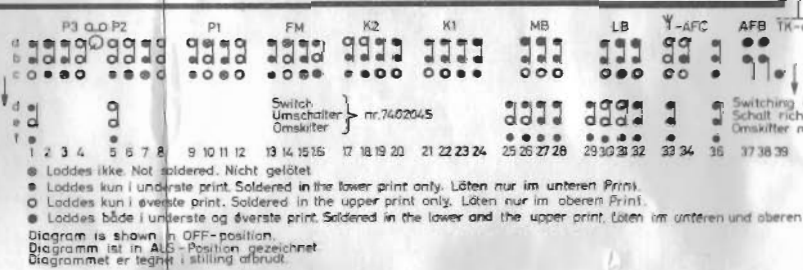 P3 P2 P1 FM K2 K1 MB LB Y-AFC AFB TK-
a
b
c
d
e
f
Switch
Umschalter
Omskifter
nr.7402045
Switching
Schalt rich
Omskifter r
1 2 3 4 5 6 7 8 9 10 11 12 13 14 15 16 17 18 19 20 21 22 23 24 25 26 27 28 29 30 31 32 33 34 36 37 38 39
Loddes ikke. Not soldered. Nicht gelötet
Loddes kun i underste print. Soldered in the lower print only. Löten nur im unteren Print.
Loddes kun i øverste print. Soldered in the upper print only. Löten nur im oberen Print.
Loddes både i underste og øverste print. Soldered in the lower and the upper print. Löten im unteren und oberen
Diagram is shown in OFF-position.
Diagramm ist in AUS-Position gezeichnet
Diagrammet er tegnet i stilling afbrudt.